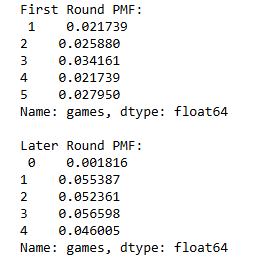 First Round PMF:
1 0.021739
2 0.025880
3 0.034161
4 0.021739
5 0.027950
Name: games, dtype: float64
Later Round PMF:
0 0.001816
1 0.055387
2 0.052361
3 0.056598
4 0.046005
Name: games, dtype: float64